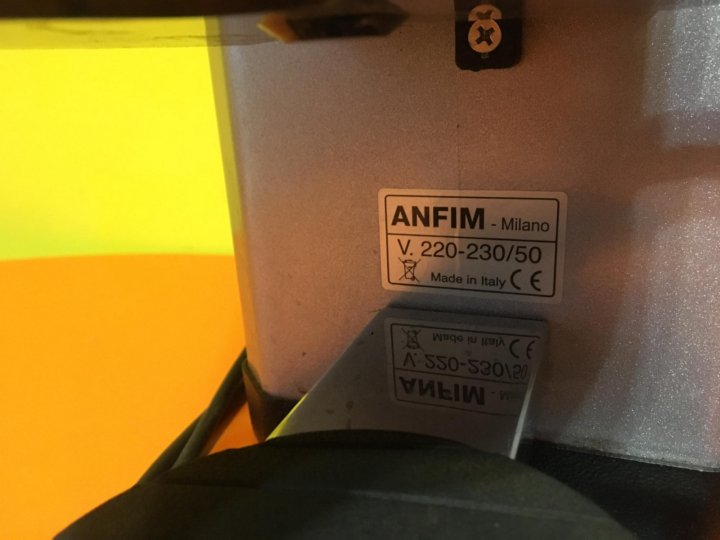 ANFIM - Milano
V. 220-230/50
Made in Italy CE